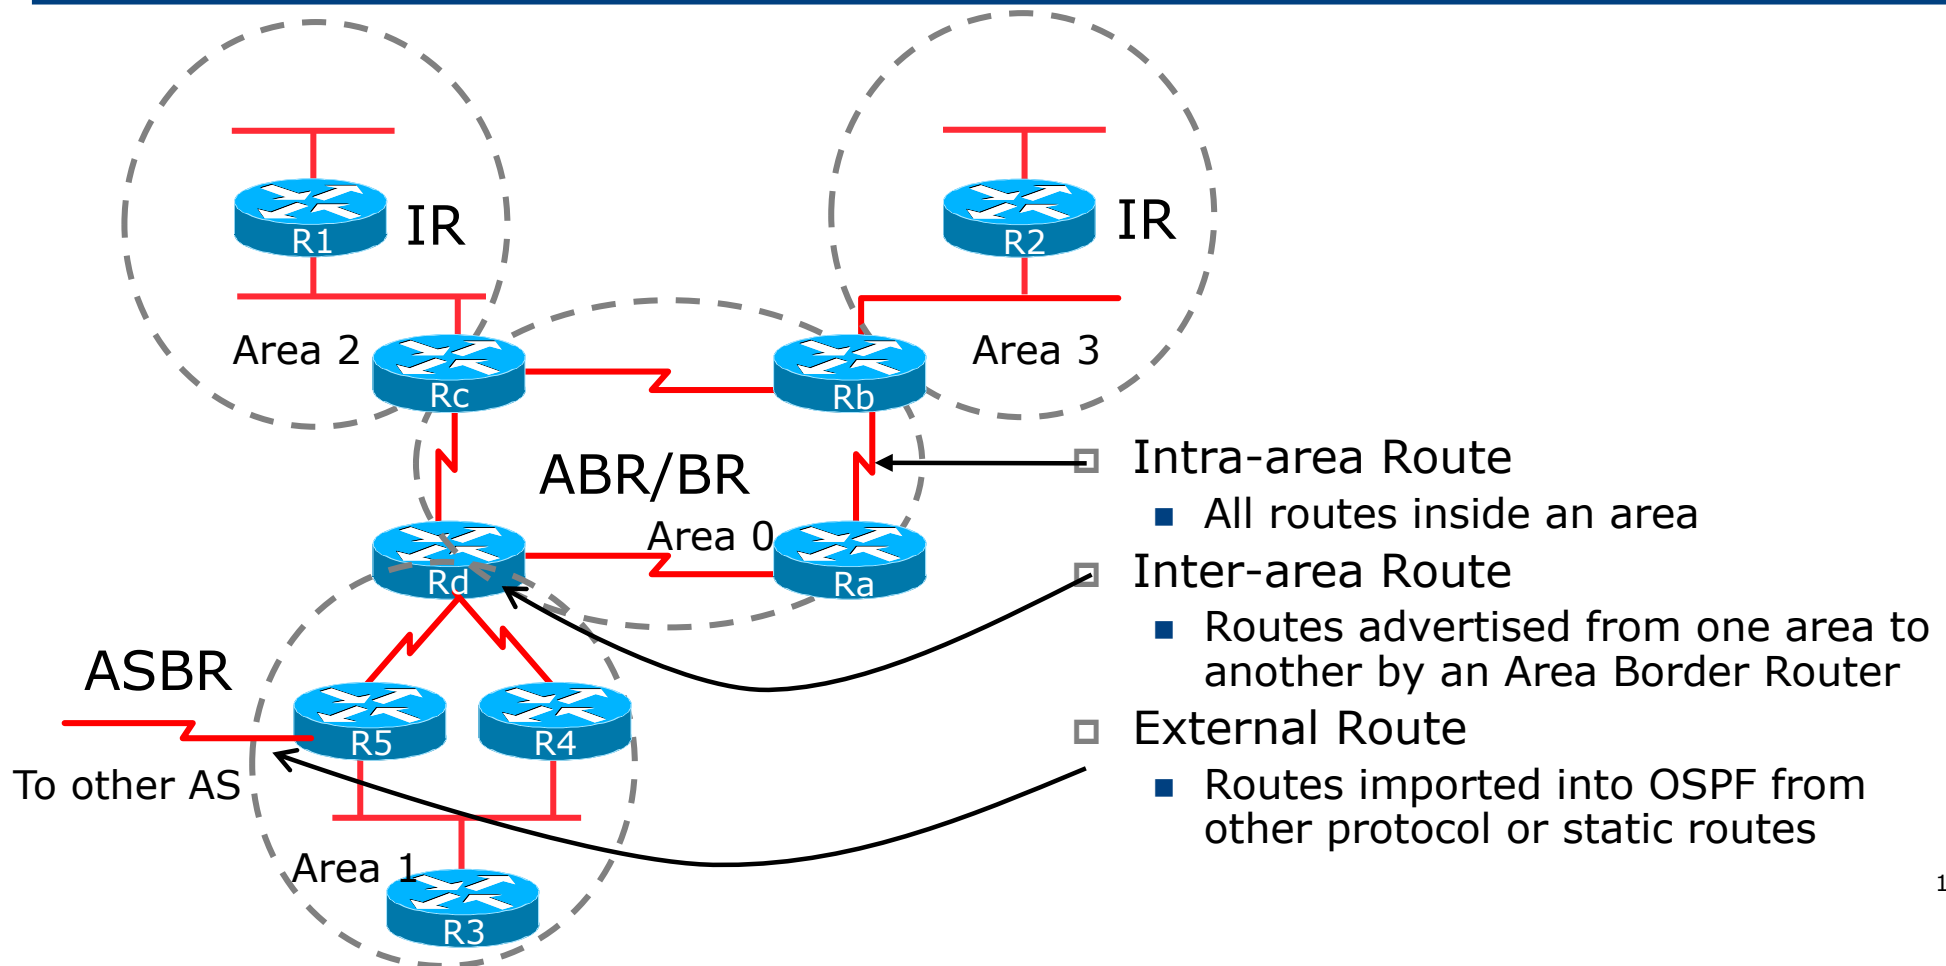 R1
IR
R2
IR
Area 2
Rc
Rb
Area 3
ABR/BR
Area 0
Rd
Ra
ASBR
R5
R4
To other AS
Area 1
R3
Intra-area Route
All routes inside an area
Inter-area Route
Routes advertised from one area to
another by an Area Border Router
External Route
Routes imported into OSPF from
other protocol or static routes
1